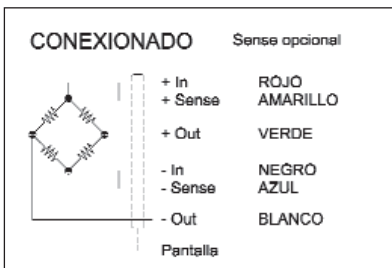 CONEXIONADO Sense opcional
+ In ROJO
+ Sense AMARILLO
+ Out VERDE
- In NEGRO
- Sense AZUL
- Out BLANCO
Pantalla